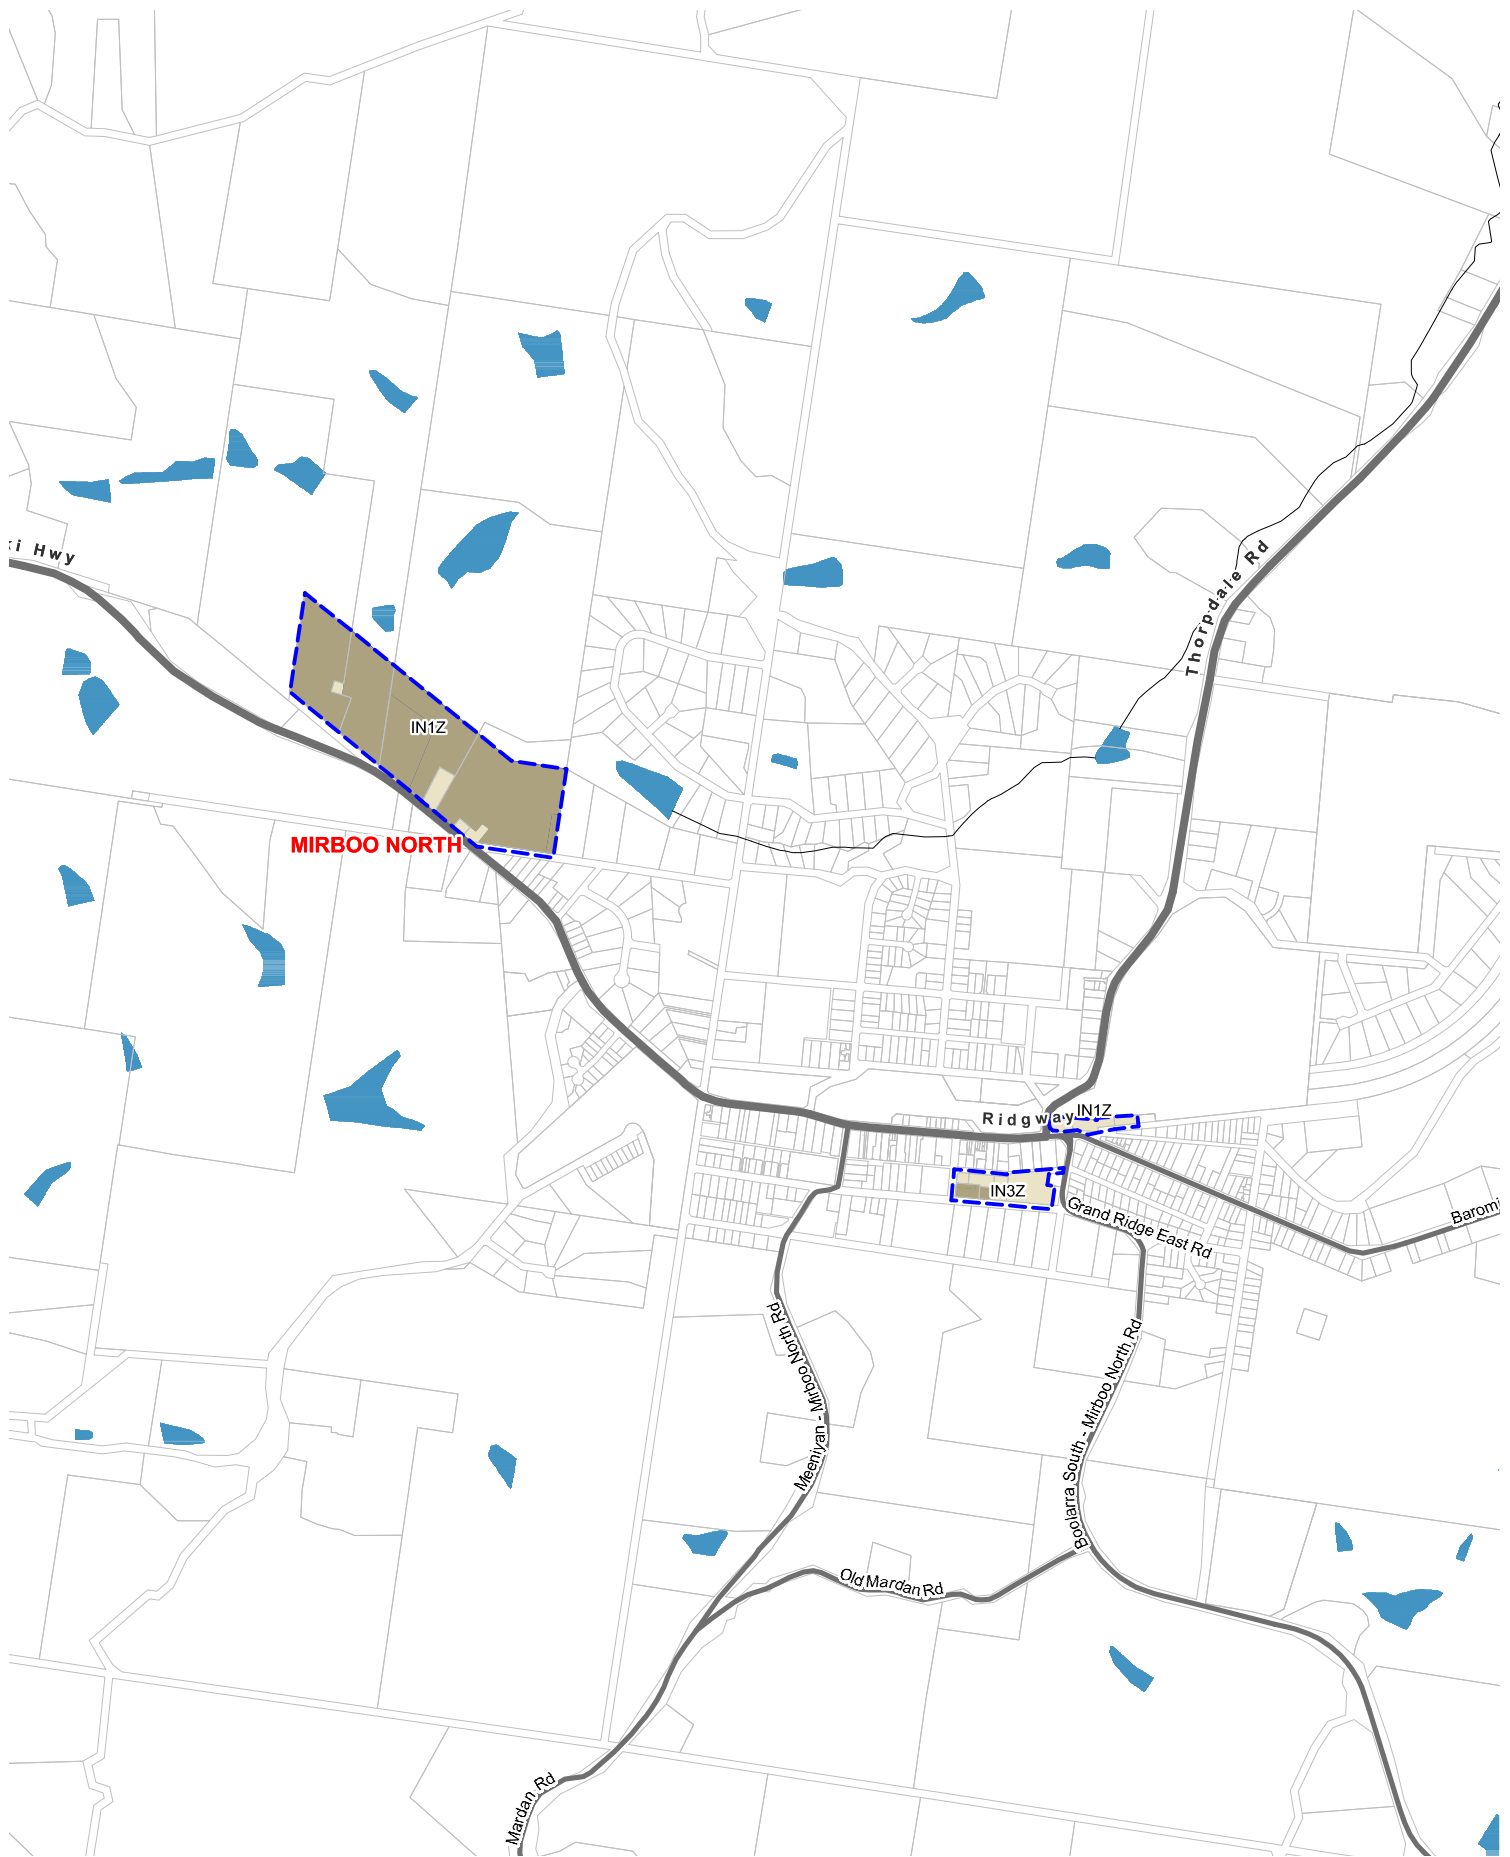 ki Hwy
Thorpdale Rd
IN1Z
MIRBOO NORTH
IN1Z
Ridgway
IN3Z
Grand Ridge East Rd
Meeniyan - Mirboo North Rd
Boolarra South - Mirboo North Rd
Old Mardan Rd
Mardan Rd